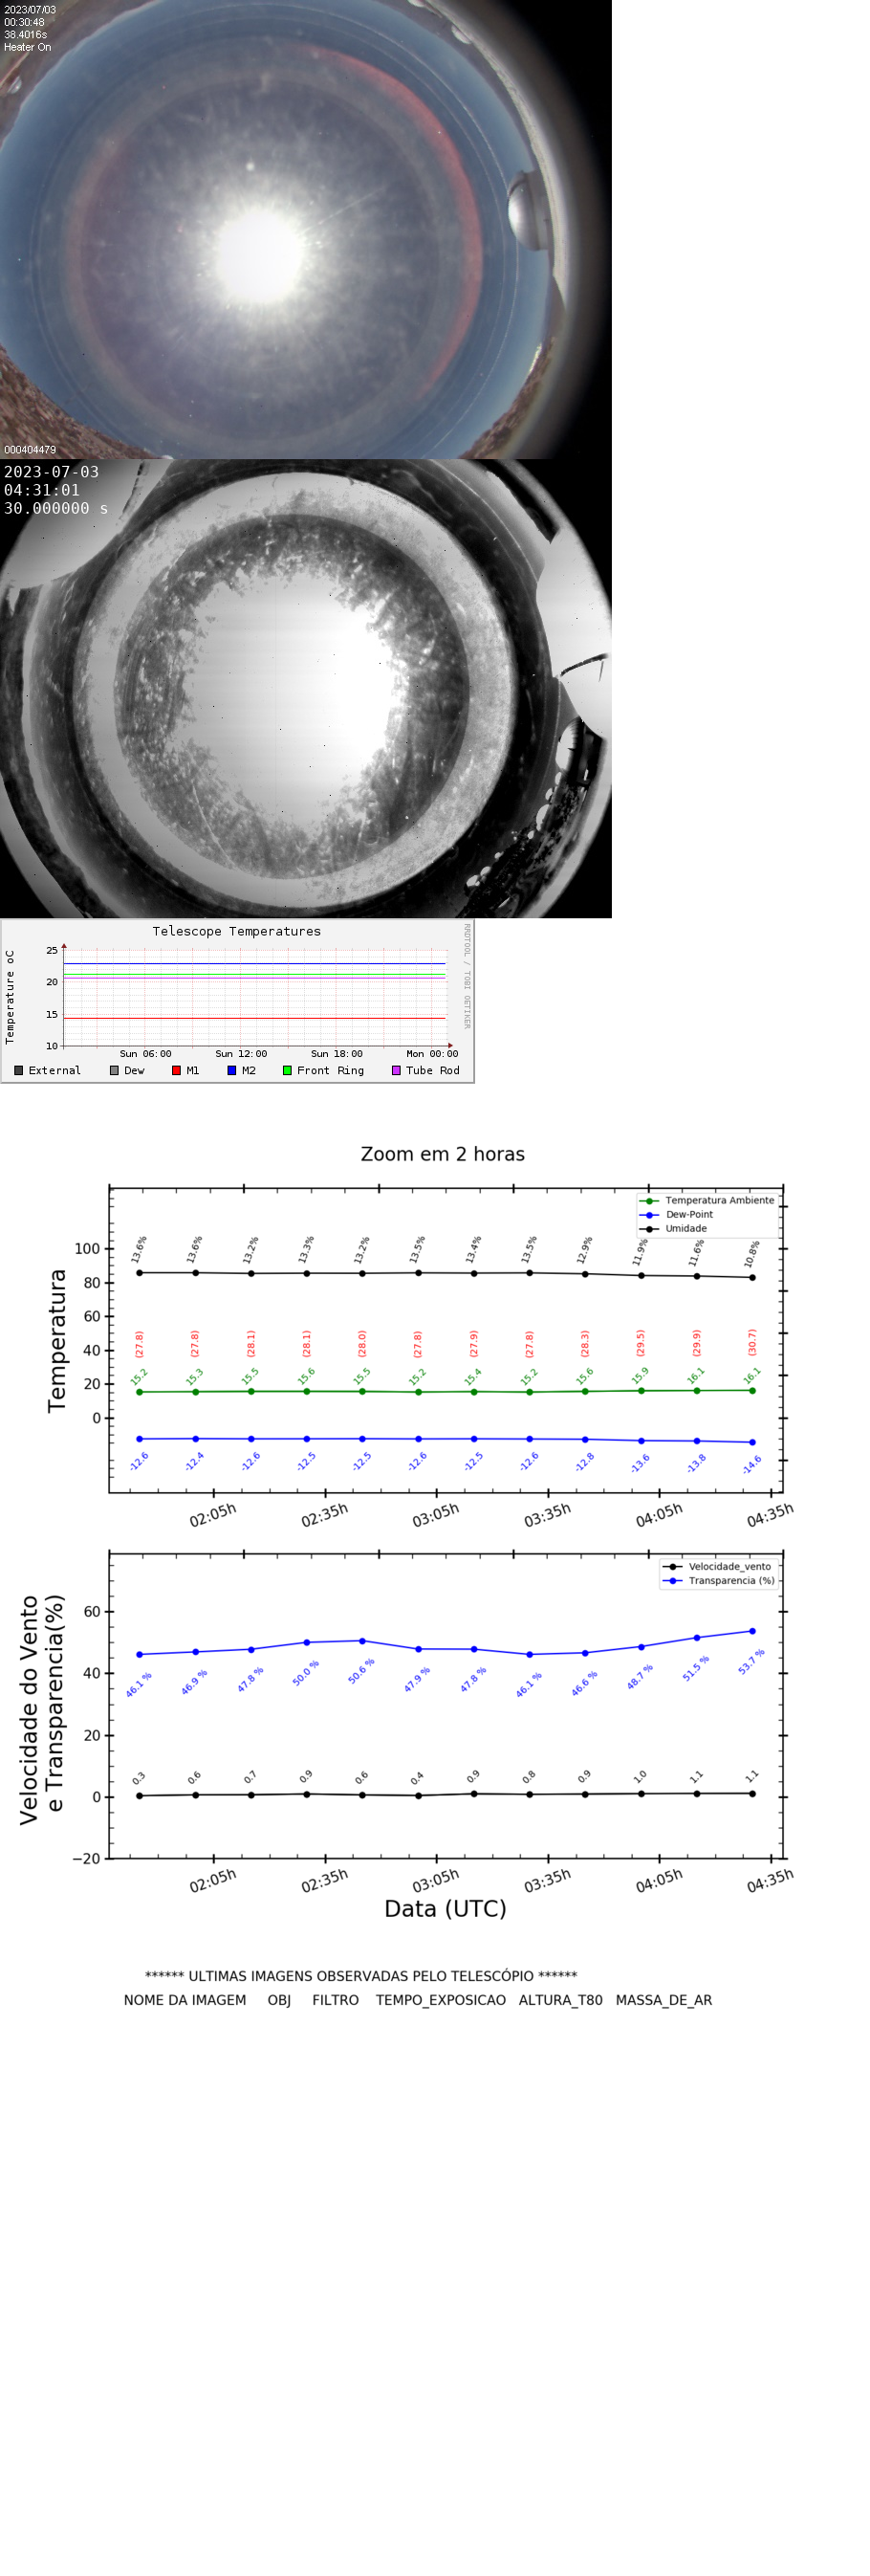 2023/07/03
00:30:48
38.4016s
Heater On
000404479
2023-07-03
04:31:01
30.000000 s
Telescope Temperatures
RRDTOOL / TOBI OETIKER
Temperature oC
25
20
15
10
Sun 06:00 Sun 12:00 Sun 18:00 Mon 00:00
External Dew M1 M2 Front Ring Tube Rod
Zoom em 2 horas
Temperatura Ambiente
Dew-Point
Umidade
Temperatura
100
80
60
40
20
0
13.6% 13.6% 13.2% 13.3% 13.2% 13.5% 13.4% 13.5% 12.9% 11.9% 11.6% 10.8%
(27.8) (27.8) (28.1) (28.1) (28.0) (27.8) (27.9) (27.8) (28.3) (29.5) (29.9) (30.7)
15.2 15.3 15.5 15.6 15.5 15.2 15.4 15.2 15.6 15.9 16.1 16.1
-12.6 -12.4 -12.6 -12.5 -12.5 -12.6 -12.5 -12.6 -12.8 -13.6 -13.8 -14.6
02:05h 02:35h 03:05h 03:35h 04:05h 04:35h
Velocidade_vento
Transparencia (%)
Velocidade do Vento
e Transparencia(%)
60
40
20
0
−20
46.1 % 46.9 % 47.8 % 50.0 % 50.6 % 47.9 % 47.8 % 46.1 % 46.6 % 48.7 % 51.5 % 53.7 %
0.3 0.6 0.7 0.9 0.6 0.4 0.9 0.8 0.9 1.0 1.1 1.1
02:05h 02:35h 03:05h 03:35h 04:05h 04:35h
Data (UTC)
****** ULTIMAS IMAGENS OBSERVADAS PELO TELESCÓPIO ******
NOME DA IMAGEM OBJ FILTRO TEMPO_EXPOSICAO ALTURA_T80 MASSA_DE_AR